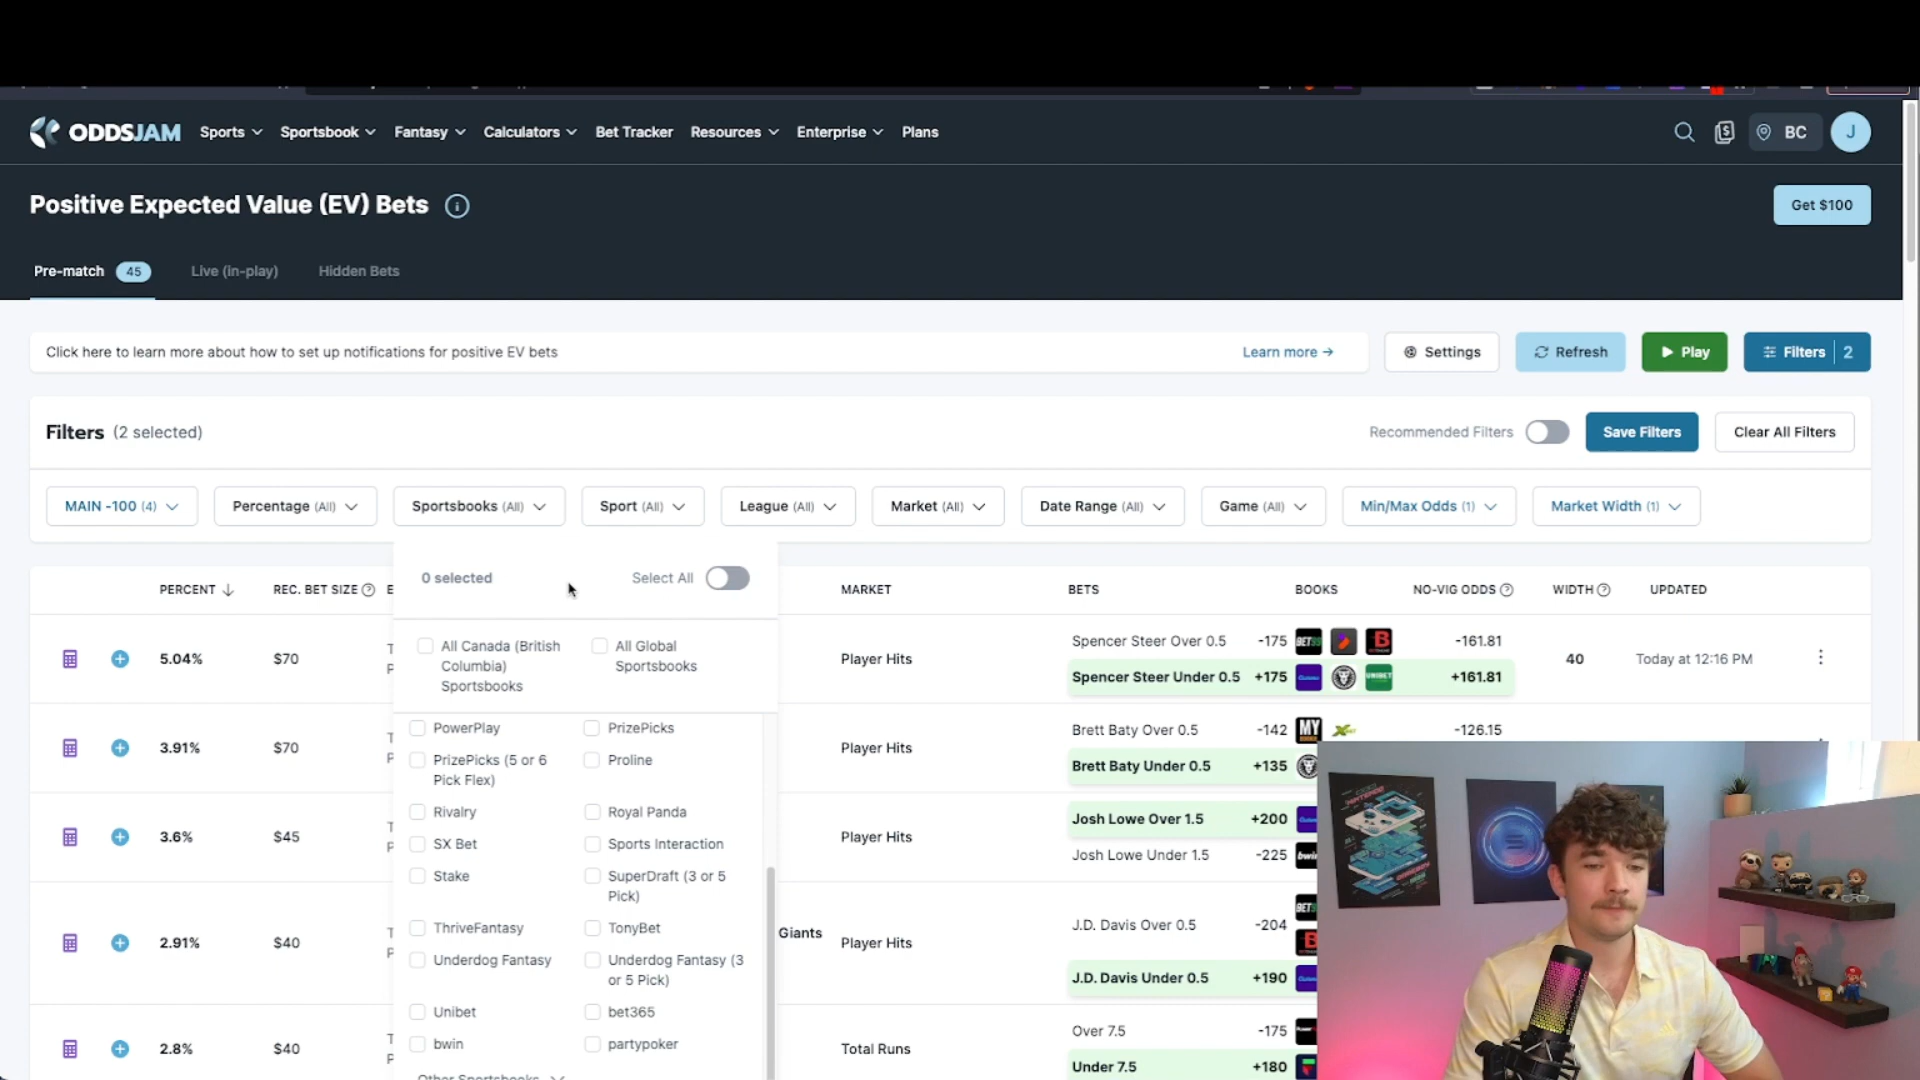 ODDSJAM Sports Sportsbook Fantasy Calculators Bet Tracker Resources Enterprise Plans BC J
Positive Expected Value (EV) Bets i Get $100
Pre-match 45 Live (in-play) Hidden Bets
Click here to learn more about how to set up notifications for positive EV bets Learn more → Settings Refresh Play Filters 2
Filters (2 selected) Recommended Filters Save Filters Clear All Filters
MAIN -100 (4) Percentage (All) Sportsbooks (All) Sport (All) League (All) Market (All) Date Range (All) Game (All) Min/Max Odds (1) Market Width (1)
0 selected Select All
All Canada (British
Columbia)
Sportsbooks
All Global
Sportsbooks
PowerPlay PrizePicks
PrizePicks (5 or 6
Pick Flex)
Proline
Rivalry Royal Panda
SX Bet Sports Interaction
Stake
SuperDraft (3 or 5
Pick)
ThriveFantasy TonyBet
Underdog Fantasy
Underdog Fantasy (3
or 5 Pick)
Unibet bet365
bwin partypoker
Other Sportsbooks
PERCENT ↓ REC. BET SIZE ? E MARKET BETS BOOKS NO-VIG ODDS ? WIDTH ? UPDATED
5.04% $70 T
P
Player Hits
Spencer Steer Over 0.5 -175 BET99 B -161.81
Spencer Steer Under 0.5 +175 UNIBET +161.81
40 Today at 12:16 PM
3.91% $70 T
P
Player Hits
Brett Baty Over 0.5 -142 MY -126.15
Brett Baty Under 0.5 +135
3.6% $45 T
P
Player Hits
Josh Lowe Over 1.5 +200
Josh Lowe Under 1.5 -225 bwin
2.91% $40 T
P
Giants
Player Hits
J.D. Davis Over 0.5 -204
J.D. Davis Under 0.5 +190
2.8% $40 T
P
Total Runs
Over 7.5 -175
Under 7.5 +180